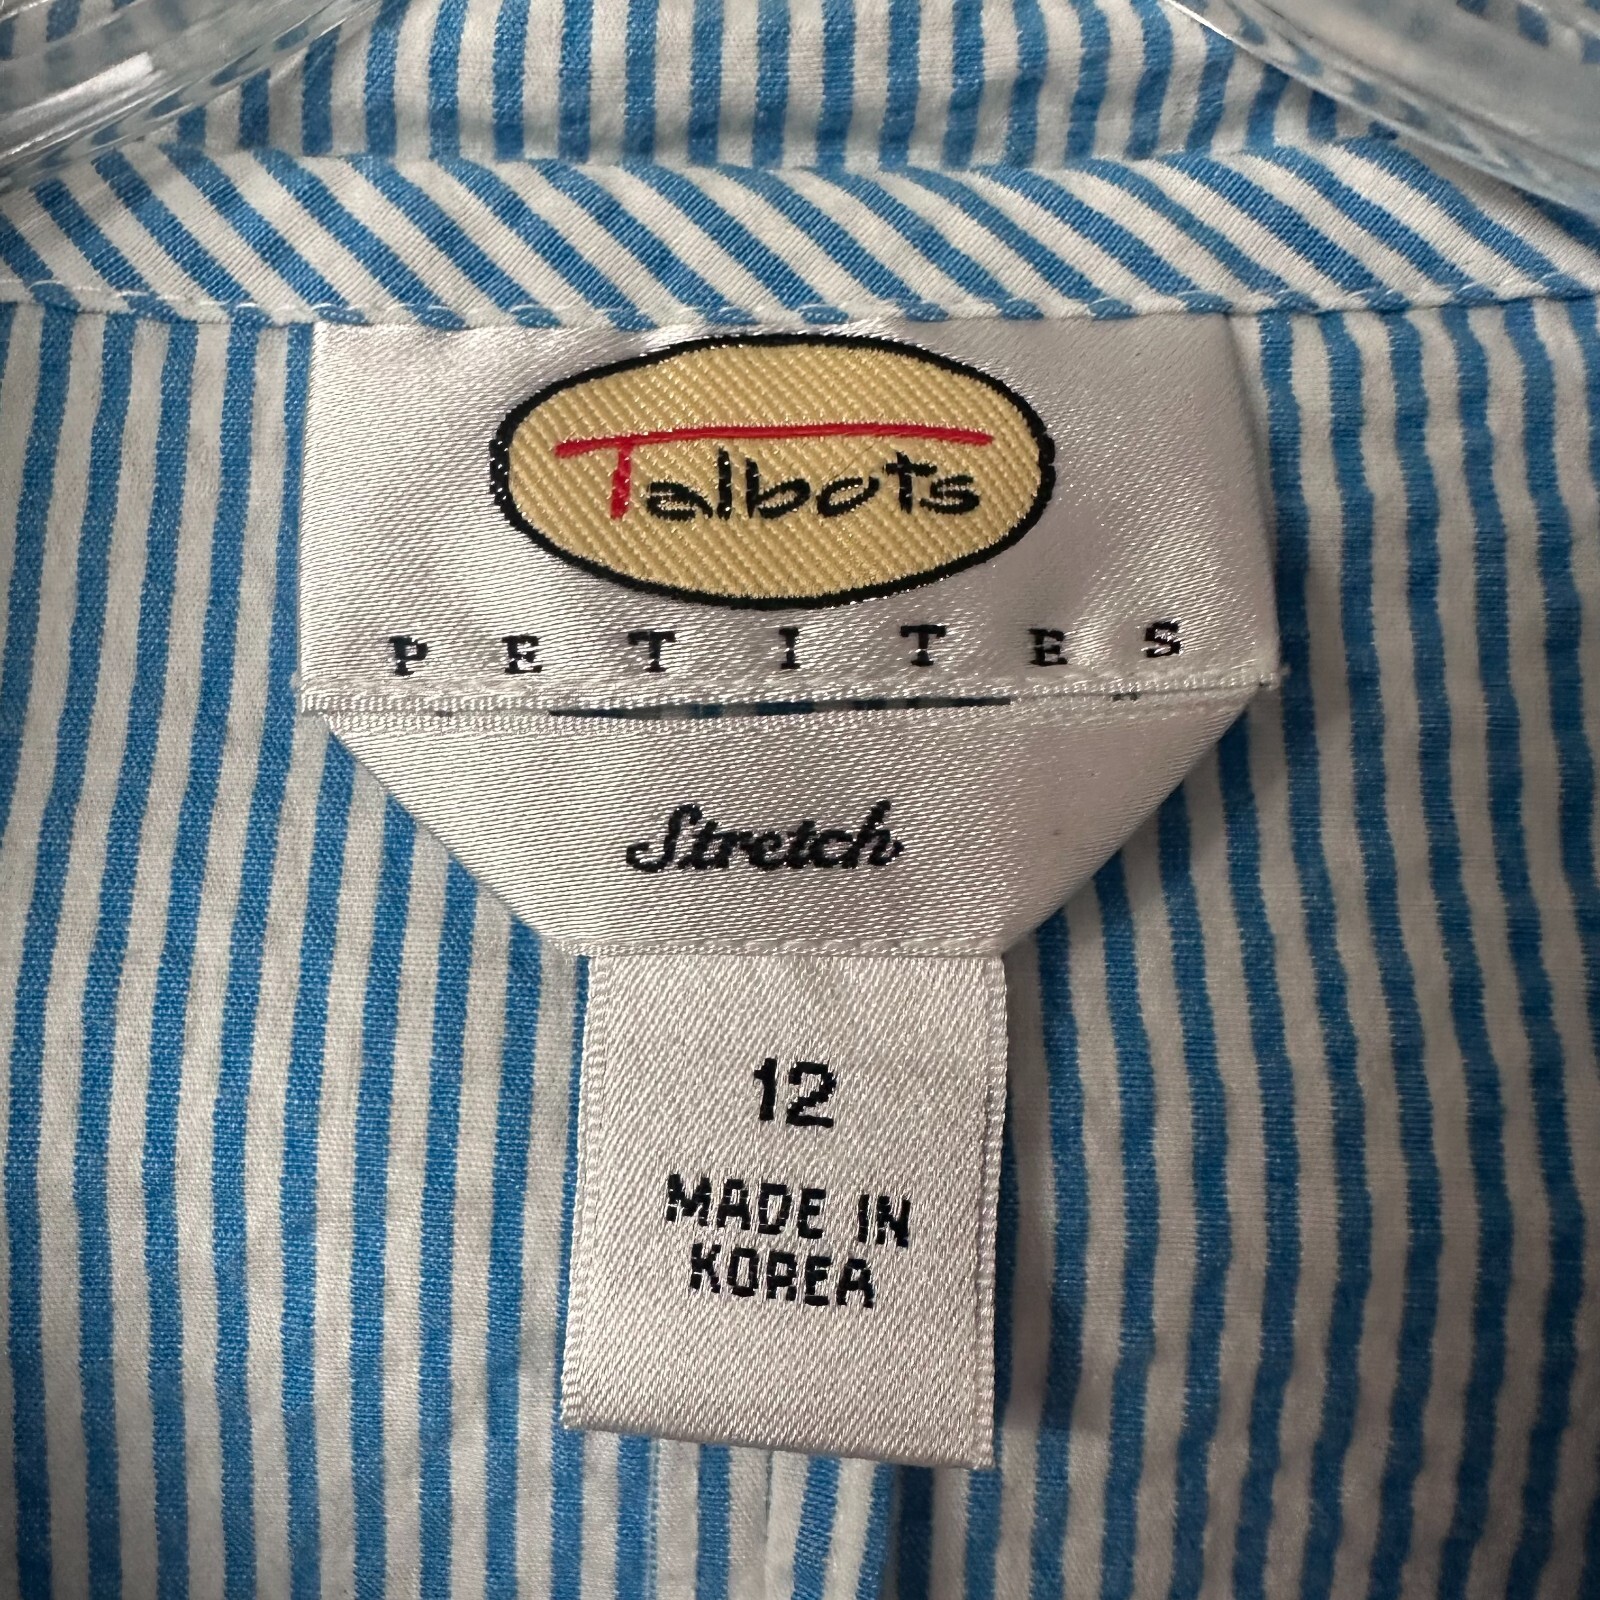 Talbots
PETITES
Stretch
12
MADE IN
KOREA